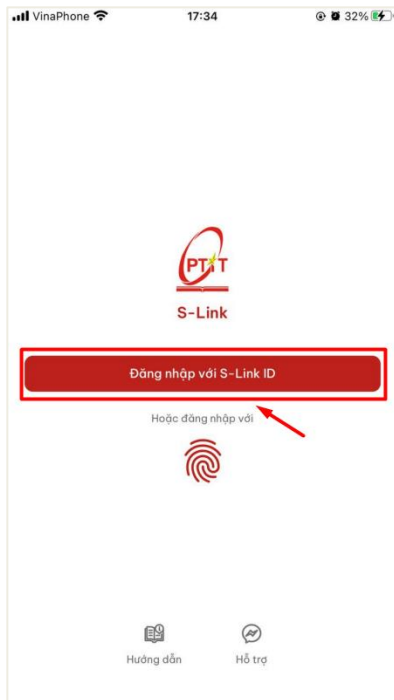 VinaPhone 17:34 32%
PTIT
S-Link
Đăng nhập với S-Link ID
Hoặc đăng nhập với
Hướng dẫn Hỗ trợ